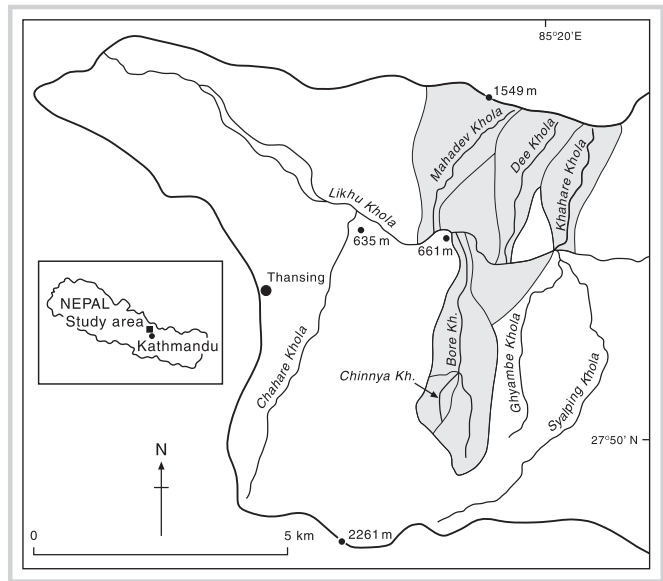 85°20'E
1549 m
Mahadev Khola
Dee Khola
Khahare Khola
Likhu Khola
635 m
661 m
Thansing
NEPAL
Study area
Kathmandu
Chahare Khola
Bore Kh.
Chinnya Kh.
Ghyambe Khola
Syalping Khola
27°50' N
N
0
5 km
2261 m